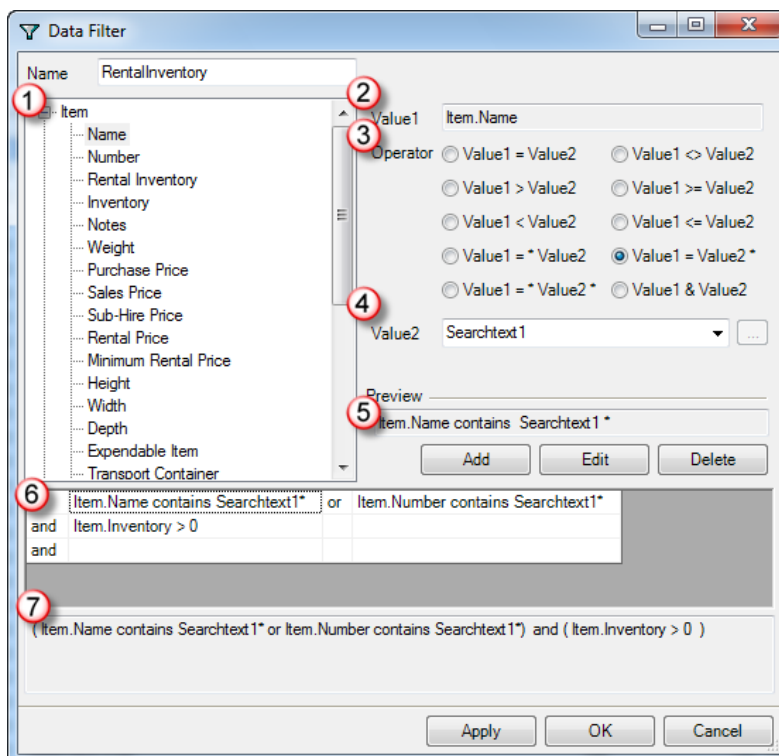 Data Filter
Name RentalInventory
1
2
Item
Value1 Item.Name
3
Name
Operator Value1 = Value2 Value1 <> Value2
Number
Rental Inventory
Value1 > Value2 Value1 >= Value2
Inventory
Notes
Value1 < Value2 Value1 <= Value2
Weight
Purchase Price
Value1 = * Value2 Value1 = Value2 *
Sales Price
Value1 = * Value2 * Value1 & Value2
Sub-Hire Price
4
Rental Price
Value2 Searchtext1 ...
Minimum Rental Price
Height
Width
Preview
5
Depth
Item.Name contains Searchtext1 *
Expendable Item
Transport Container
Add Edit Delete
6
Item.Name contains Searchtext1* or Item.Number contains Searchtext1*
and Item.Inventory > 0
and
7
( Item.Name contains Searchtext1* or Item.Number contains Searchtext1*) and ( Item.Inventory > 0 )
Apply OK Cancel